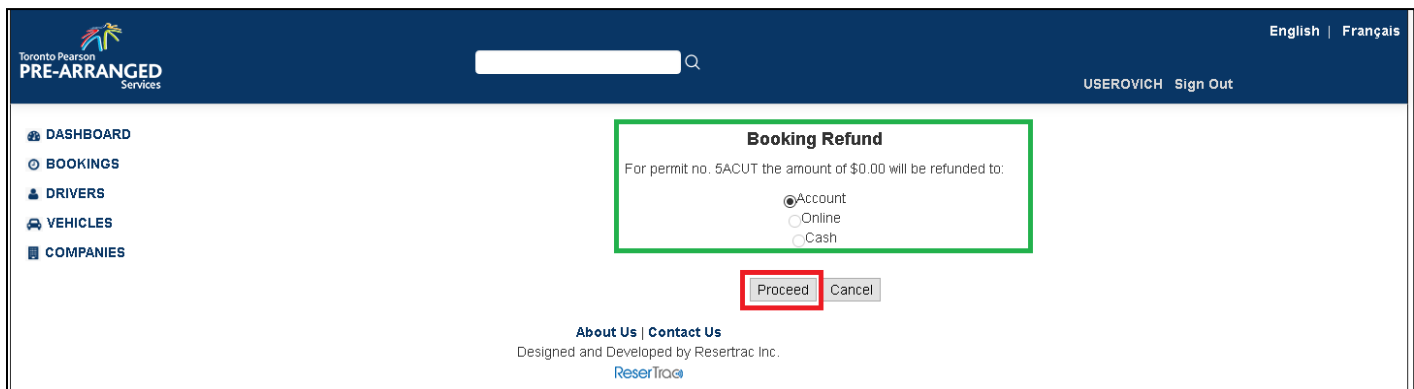 English | Français
Toronto Pearson
PRE-ARRANGED
Services
USEROVICH Sign Out
DASHBOARD
BOOKINGS
DRIVERS
VEHICLES
COMPANIES
Booking Refund
For permit no. 5ACUT the amount of $0.00 will be refunded to:
Account
Online
Cash
Proceed Cancel
About Us | Contact Us
Designed and Developed by Resertrac Inc.
ReserTrac